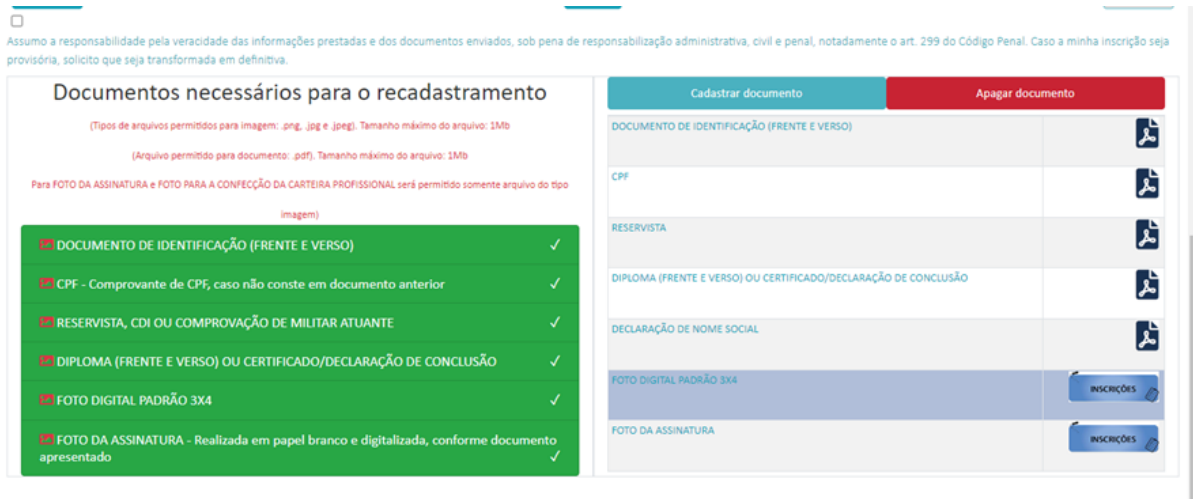 Assumo a responsabilidade pela veracidade das informações prestadas e dos documentos enviados, sob pena de responsabilização administrativa, civil e penal, notadamente o art. 299 do Código Penal. Caso a minha inscrição seja
provisória, solicito que seja transformada em definitiva.
Documentos necessários para o recadastramento
(Tipos de arquivos permitidos para imagem: .png, .jpg e .jpeg). Tamanho máximo do arquivo: 1Mb
(Arquivo permitido para documento: .pdf). Tamanho máximo do arquivo: 1Mb
Para FOTO DA ASSINATURA e FOTO PARA A CONFECÇÃO DA CARTEIRA PROFISSIONAL será permitido somente arquivo do tipo
imagem)
DOCUMENTO DE IDENTIFICAÇÃO (FRENTE E VERSO)
CPF - Comprovante de CPF, caso não conste em documento anterior
RESERVISTA, CDI OU COMPROVAÇÃO DE MILITAR ATUANTE
DIPLOMA (FRENTE E VERSO) OU CERTIFICADO/DECLARAÇÃO DE CONCLUSÃO
FOTO DIGITAL PADRÃO 3X4
FOTO DA ASSINATURA - Realizada em papel branco e digitalizada, conforme documento
apresentado
Cadastrar documento
Apagar documento
DOCUMENTO DE IDENTIFICAÇÃO (FRENTE E VERSO)
CPF
RESERVISTA
DIPLOMA (FRENTE E VERSO) OU CERTIFICADO/DECLARAÇÃO DE CONCLUSÃO
DECLARAÇÃO DE NOME SOCIAL
FOTO DIGITAL PADRÃO 3X4
INSCRIÇÕES
FOTO DA ASSINATURA
INSCRIÇÕES